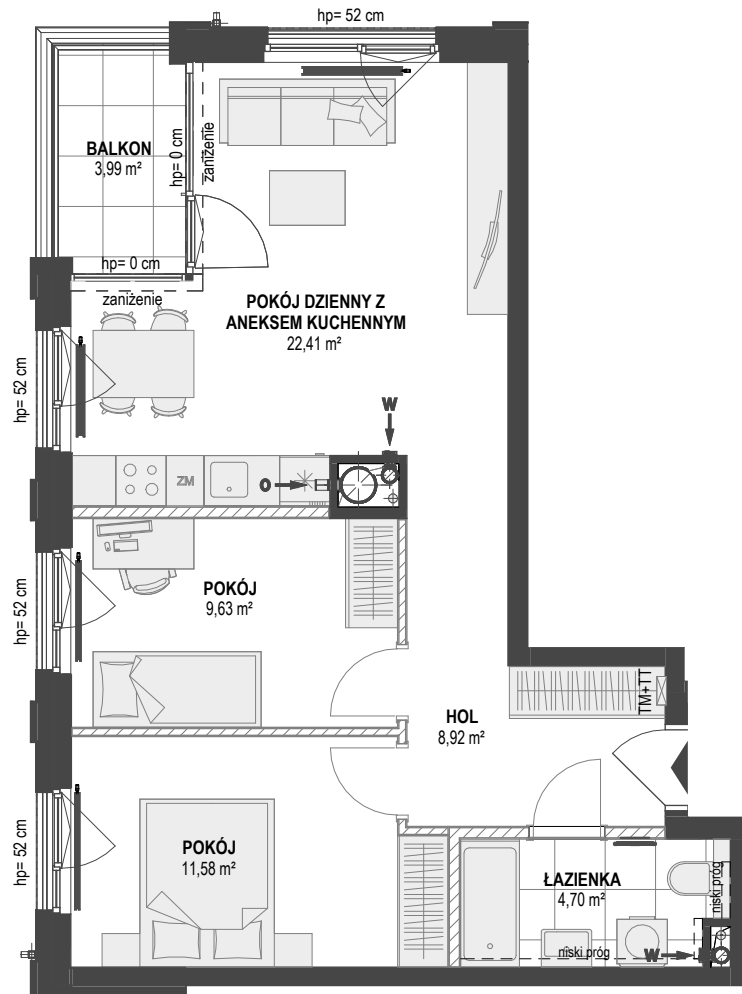 hp= 52 cm
BALKON
3,99 m²
hp= 0 cm
zaniżenie
hp= 0 cm
zaniżenie
POKÓJ DZIENNY Z
ANEKSEM KUCHENNYM
22,41 m²
hp= 52 cm
W
ZM
O
POKÓJ
9,63 m²
hp= 52 cm
TM+TT
HOL
8,92 m²
POKÓJ
11,58 m²
hp= 52 cm
ŁAZIENKA
4,70 m²
niski próg
niski próg
W